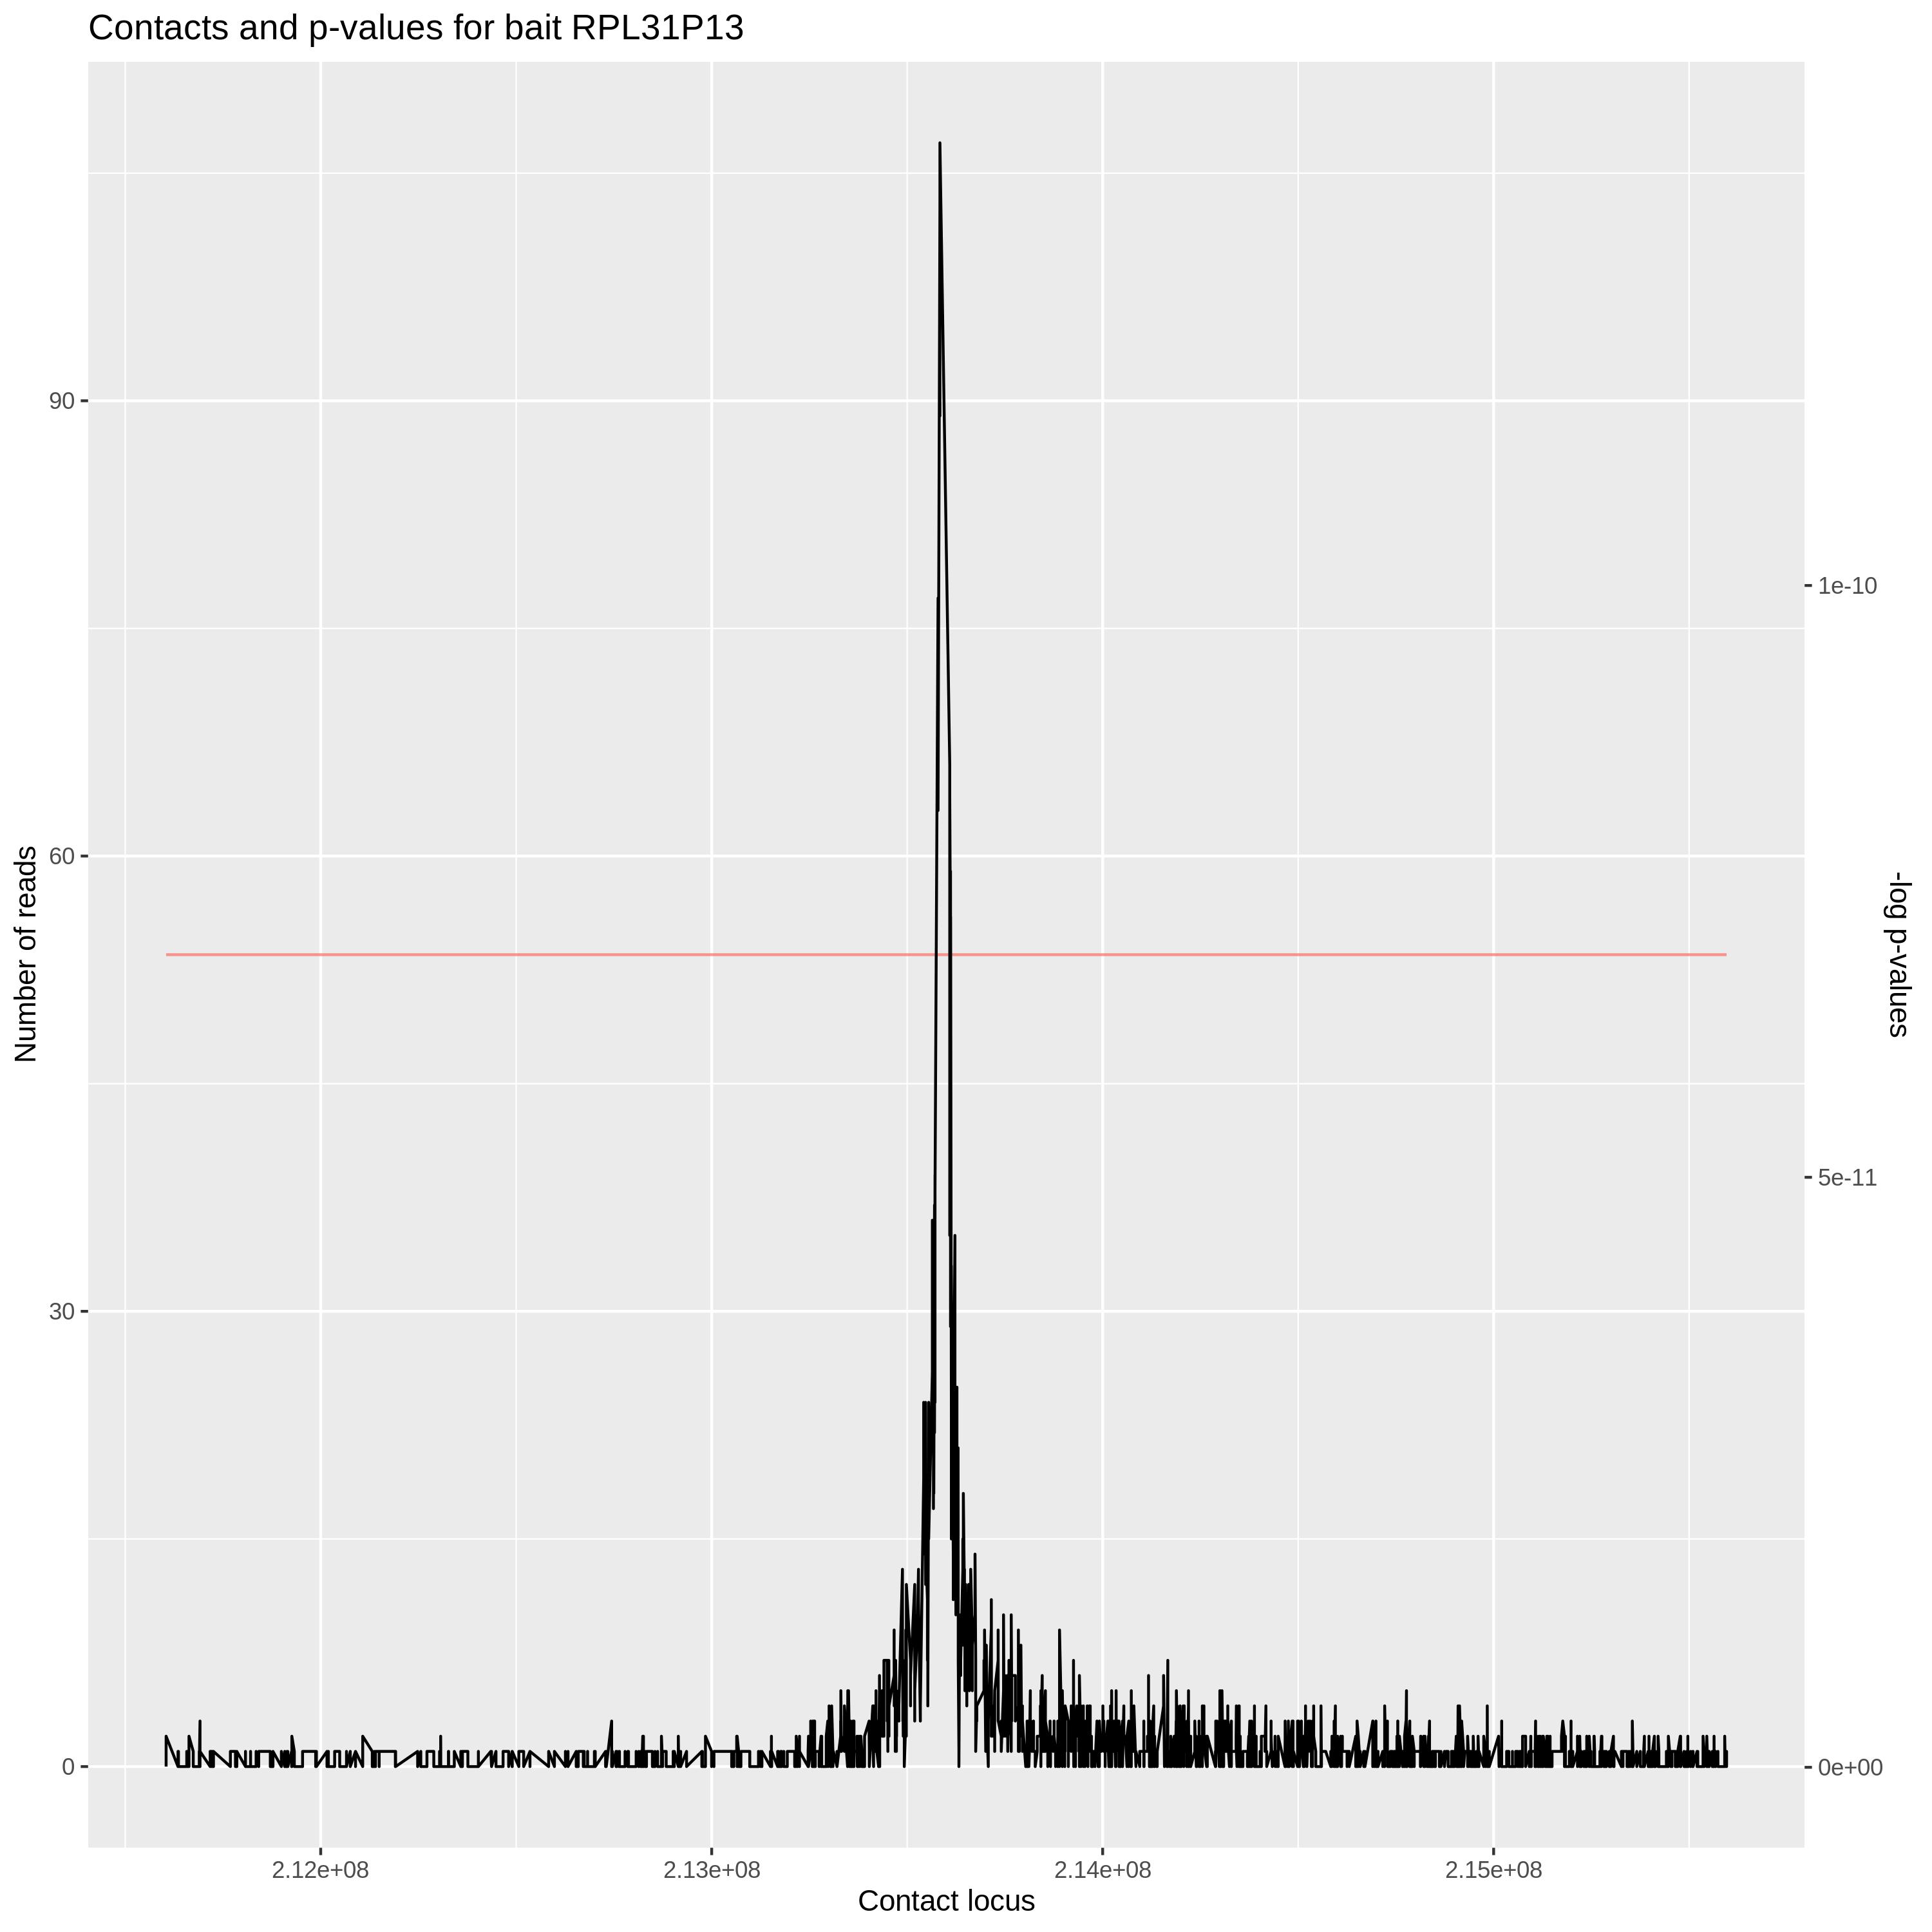 Contacts and p-values for bait RPL31P13
90
60
30
0
Number of reads
1e-10
5e-11
0e+00
-log p-values
2.12e+08
2.13e+08
2.14e+08
2.15e+08
Contact locus